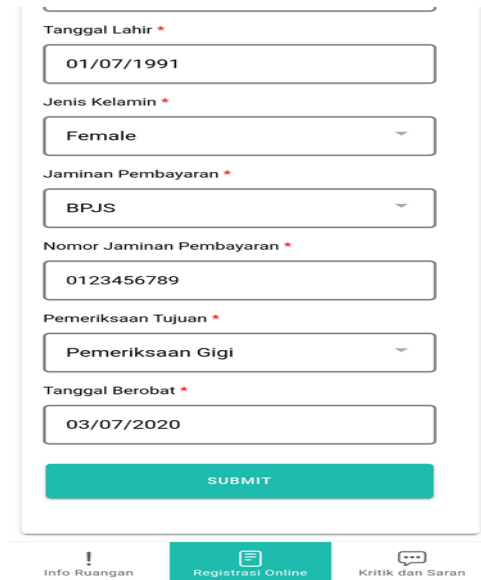 Tanggal Lahir *
01/07/1991
Jenis Kelamin *
Female
Jaminan Pembayaran *
BPJS
Nomor Jaminan Pembayaran *
0123456789
Pemeriksaan Tujuan *
Pemeriksaan Gigi
Tanggal Berobat *
03/07/2020
SUBMIT
Info Ruangan
Registrasi Online
Kritik dan Saran